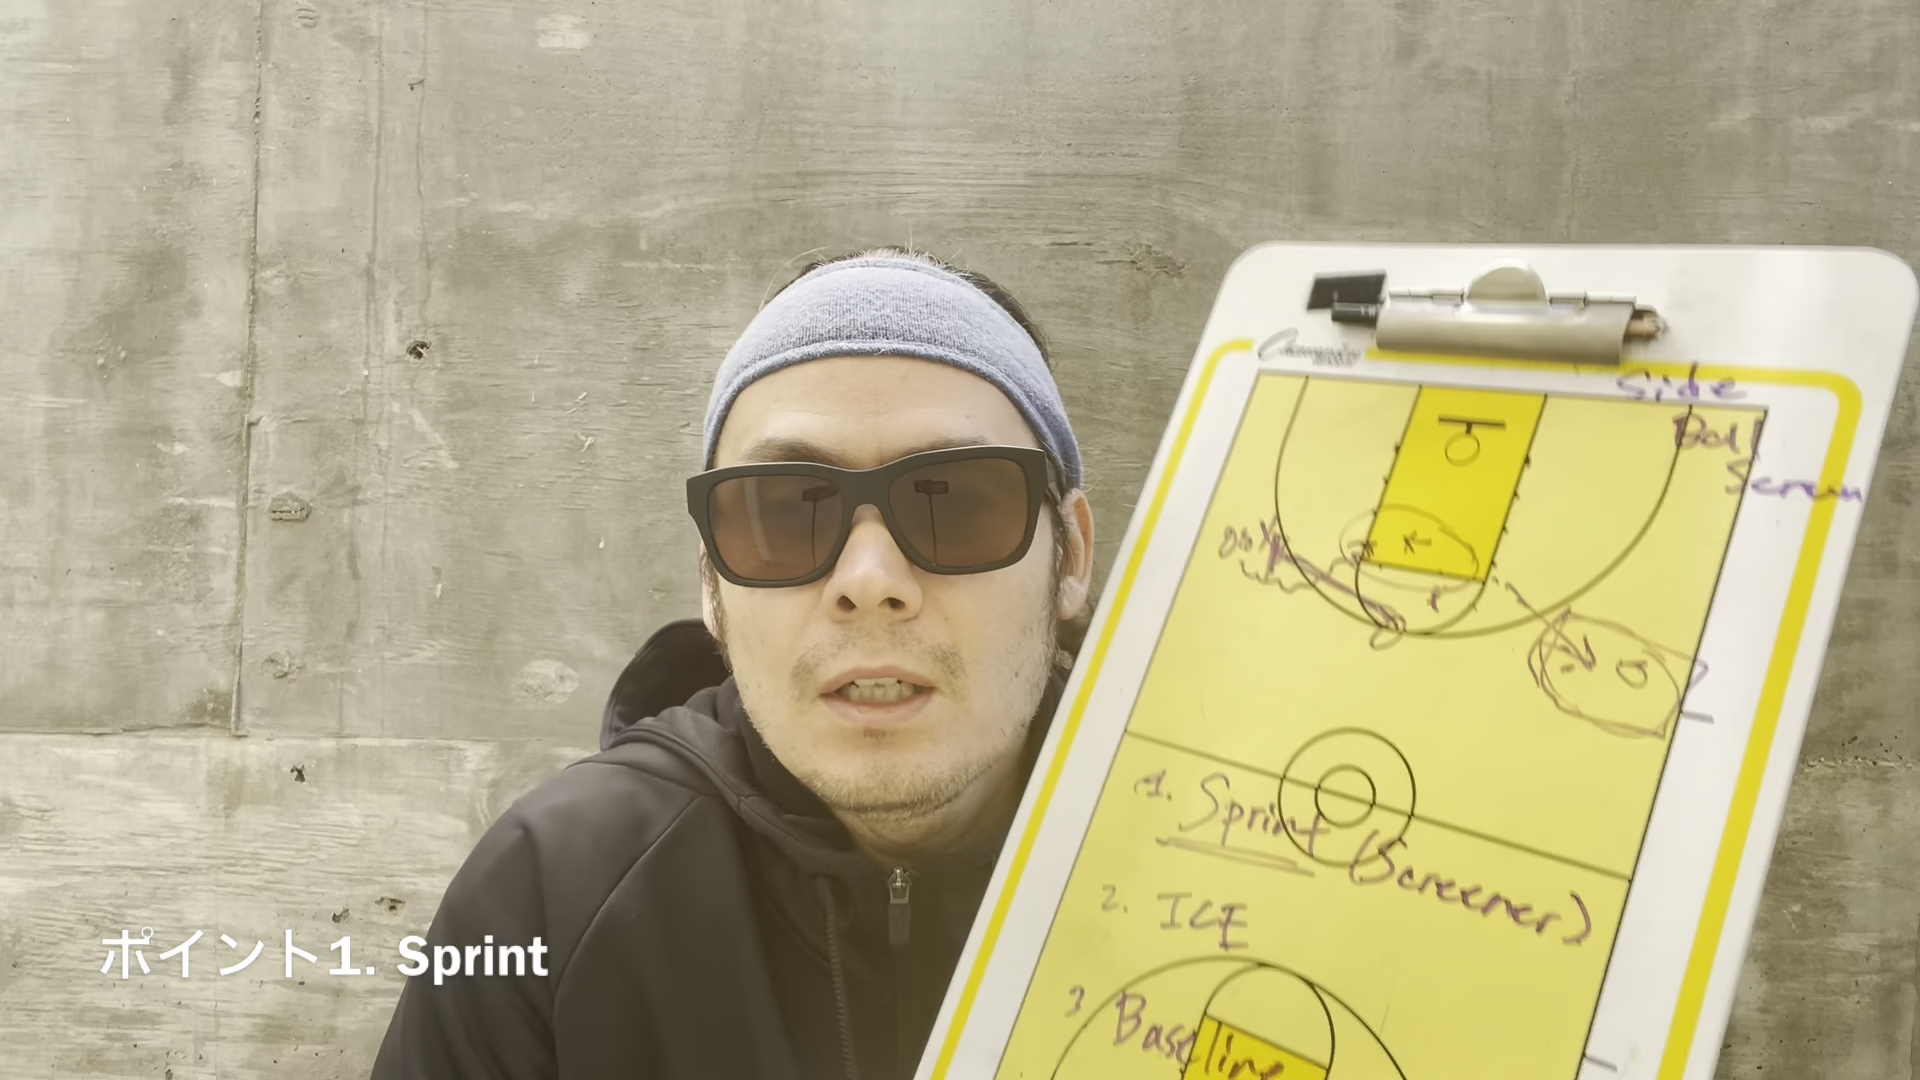 Side
Ball
Screen
1. Sprint (Screener)
2. ICE
3 Baseline
ポイント1. Sprint